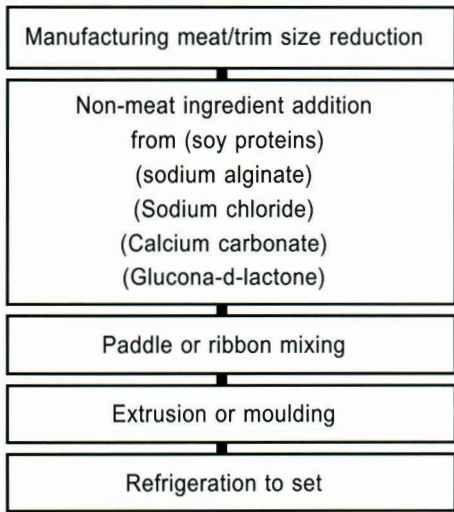 Manufacturing meat/trim size reduction
Non-meat ingredient addition
from (soy proteins)
(sodium alginate)
(Sodium chloride)
(Calcium carbonate)
(Glucona-d-lactone)
Paddle or ribbon mixing
Extrusion or moulding
Refrigeration to set